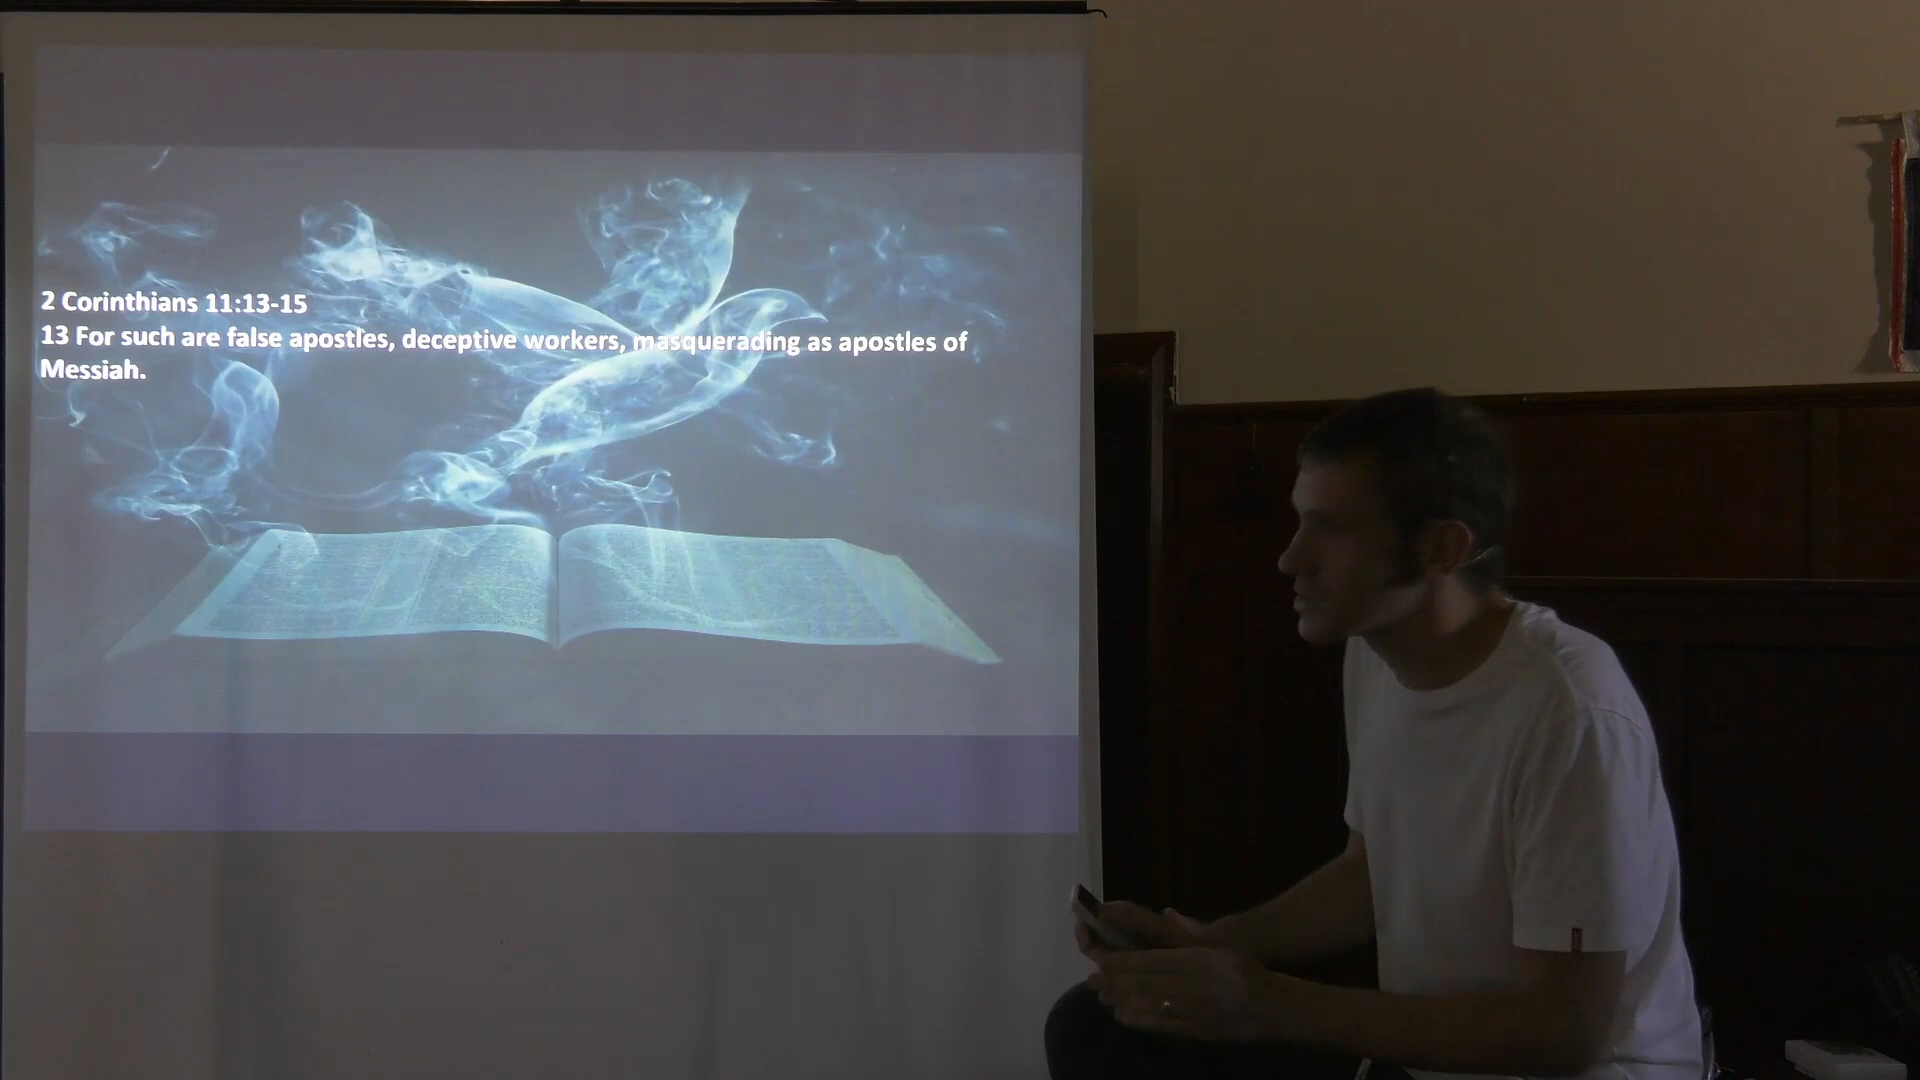 2 Corinthians 11:13-15
13 For such are false apostles, deceptive workers, masquerading as apostles of
Messiah.